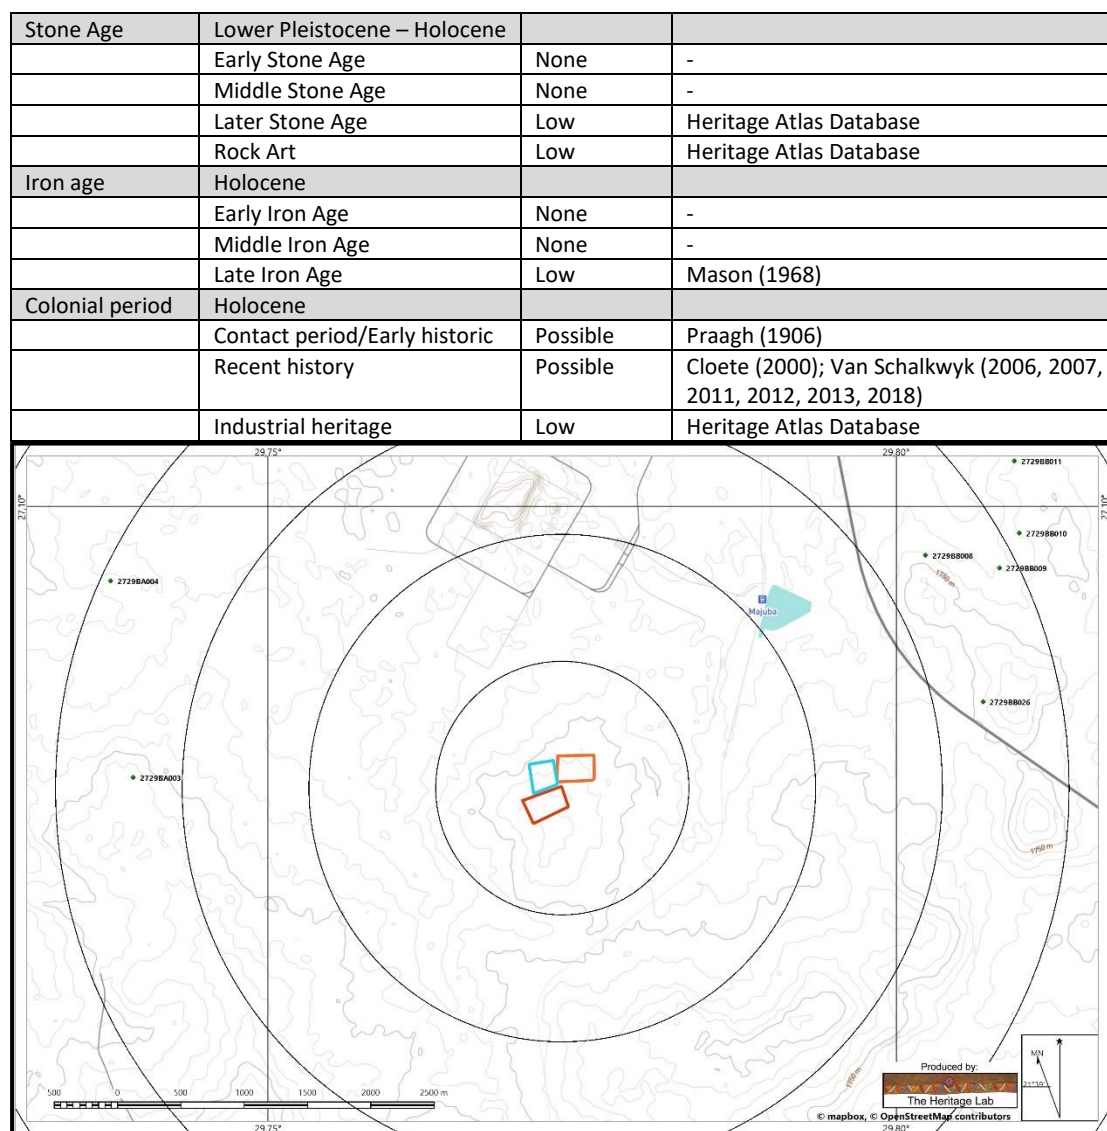 Stone Age Lower Pleistocene – Holocene
Early Stone Age None -
Middle Stone Age None -
Later Stone Age Low Heritage Atlas Database
Rock Art Low Heritage Atlas Database
Iron age Holocene
Early Iron Age None -
Middle Iron Age None -
Late Iron Age Low Mason (1968)
Colonial period Holocene
Contact period/Early historic Possible Praagh (1906)
Recent history Possible Cloete (2000); Van Schalkwyk (2006, 2007,
2011, 2012, 2013, 2018)
Industrial heritage Low Heritage Atlas Database
29.75° 29.80°
2729BB011
27.10° 27.10°
2729BB010
2729BB008
2729BB009
1750 m
2729BA004
Majuba
2729BB026
2729BA003
1750 m
MN
Produced by:
1750 m
21°39'
500 0 500 1000 1500 2000 2500 m
The Heritage Lab
© mapbox, © OpenStreetMap contributors
29.75° 29.80°